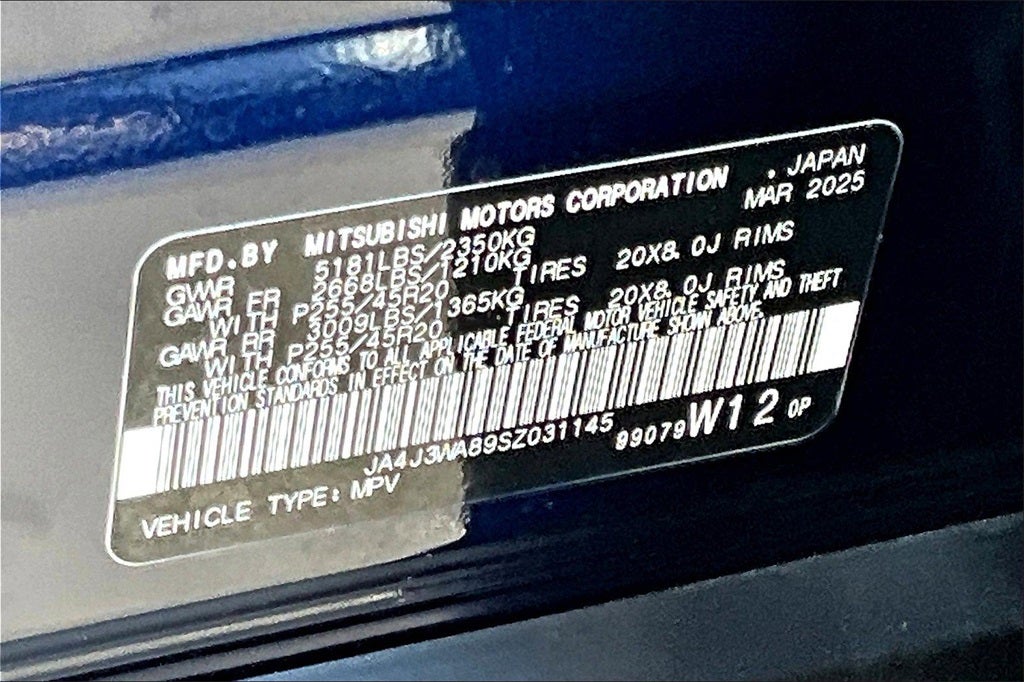 MFD.BY MITSUBISHI MOTORS CORPORATION . JAPAN
GVWR 5181LBS/2350KG MAR 2025
GAWR FR 2668LBS/1210KG
WITH P255/45R20 TIRES 20X8.0J RIMS
GAWR RR 3009LBS/1365KG
WITH P255/45R20 TIRES 20X8.0J RIMS
THIS VEHICLE CONFORMS TO ALL APPLICABLE FEDERAL MOTOR VEHICLE SAFETY AND THEFT
PREVENTION STANDARDS IN EFFECT ON THE DATE OF MANUFACTURE SHOWN ABOVE.
JA4J3WA89SZ031145 99079W12 0P
VEHICLE TYPE: MPV